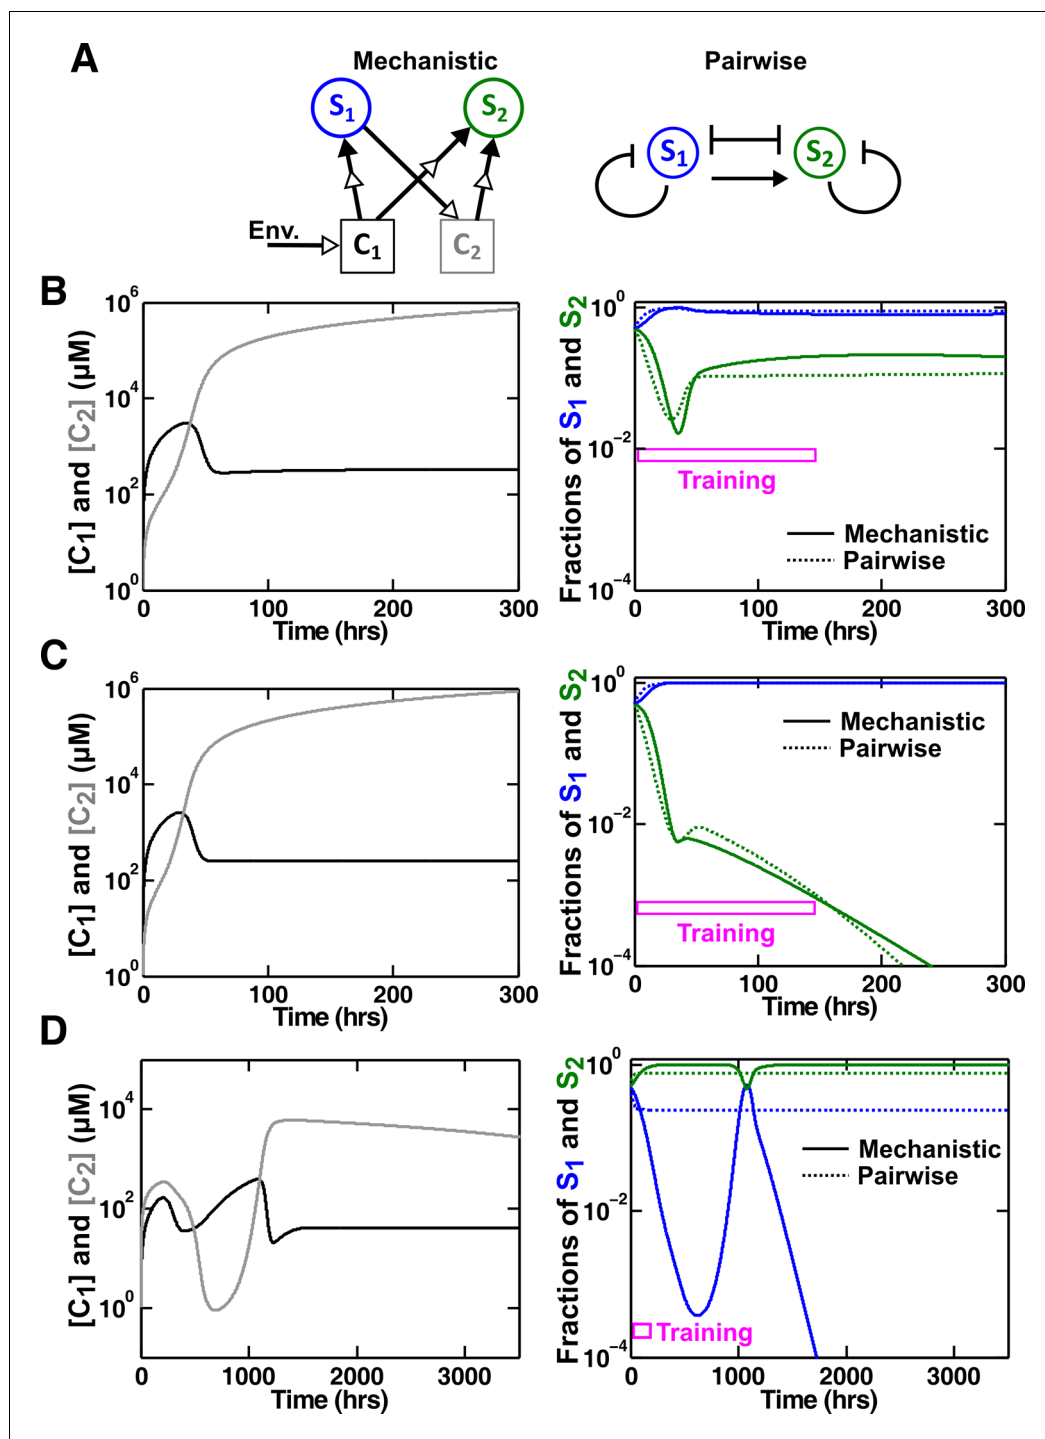 A
Mechanistic
Pairwise
S1
S2
S1
S2
Env.
C1
C2
B
[C1] and [C2] (μM)
10^6
10^4
10^2
10^0
0
100
200
300
Time (hrs)
Fractions of S1 and S2
10^0
10^−2
10^−4
Training
Mechanistic
Pairwise
0
100
200
300
Time (hrs)
C
[C1] and [C2] (μM)
10^6
10^4
10^2
10^0
0
100
200
300
Time (hrs)
Fractions of S1 and S2
10^0
10^−2
10^−4
Mechanistic
Pairwise
Training
0
100
200
300
Time (hrs)
D
[C1] and [C2] (μM)
10^4
10^2
10^0
0
1000
2000
3000
Time (hrs)
Fractions of S1 and S2
10^0
10^−2
10^−4
Mechanistic
Pairwise
Training
0
1000
2000
3000
Time (hrs)